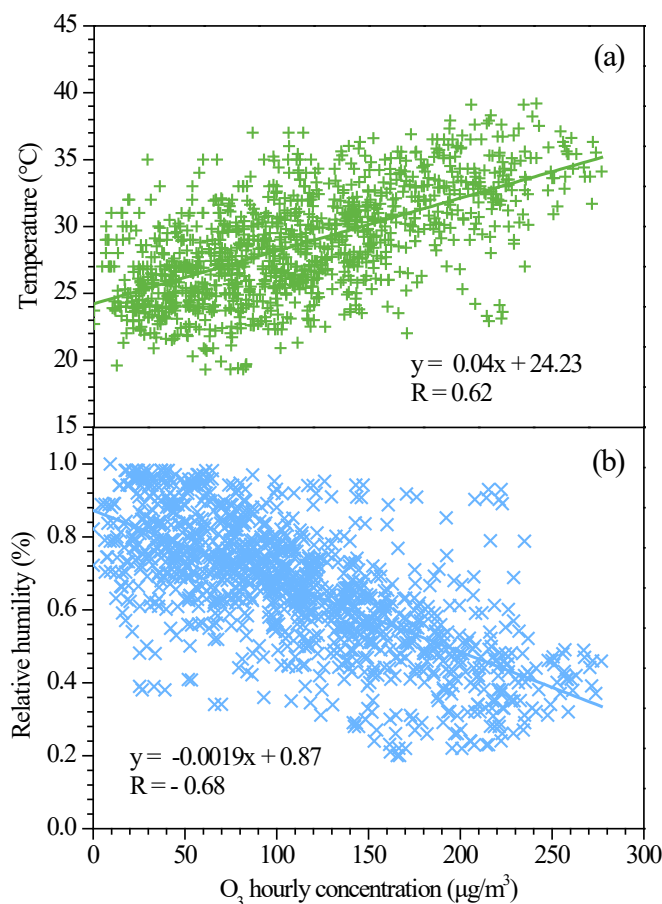 45
40
35
30
25
20
15
Temperature (°C)
(a)
y = 0.04x + 24.23
R = 0.62
1.0
0.8
0.6
0.4
0.2
0.0
Relative humility (%)
(b)
y = -0.0019x + 0.87
R = - 0.68
0 50 100 150 200 250 300
O₃ hourly concentration (μg/m³)